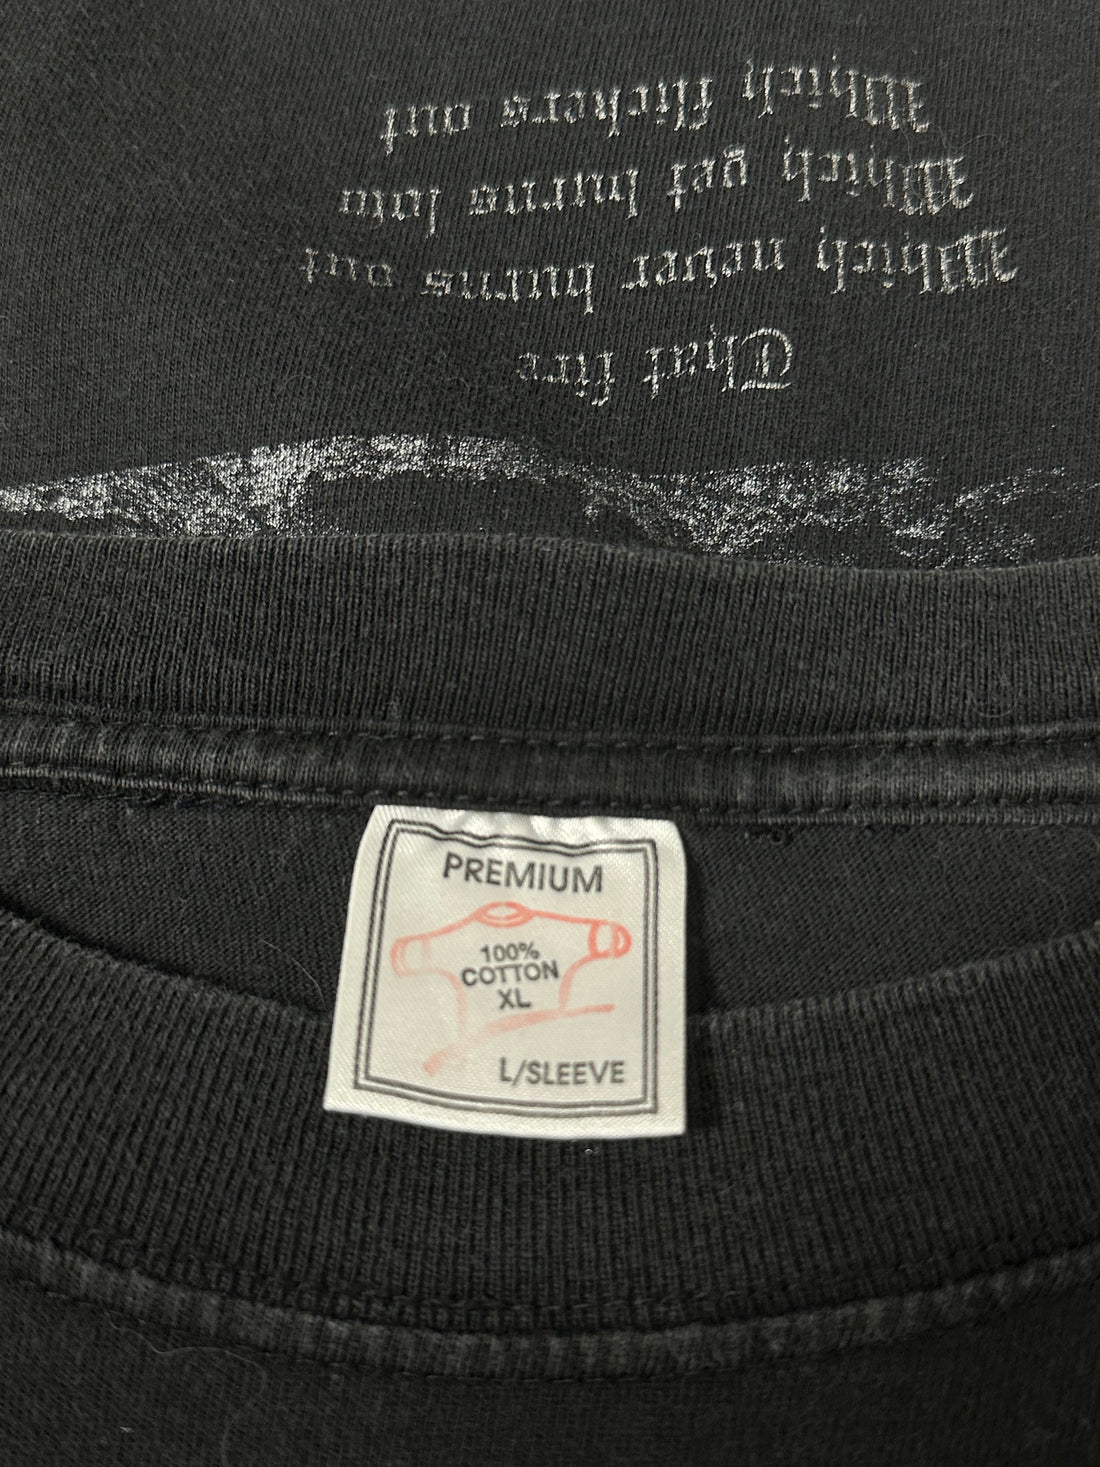 That fire
Which never burns out
Which yet burns low
Which flickers out
PREMIUM
100%
COTTON
XL
L/SLEEVE